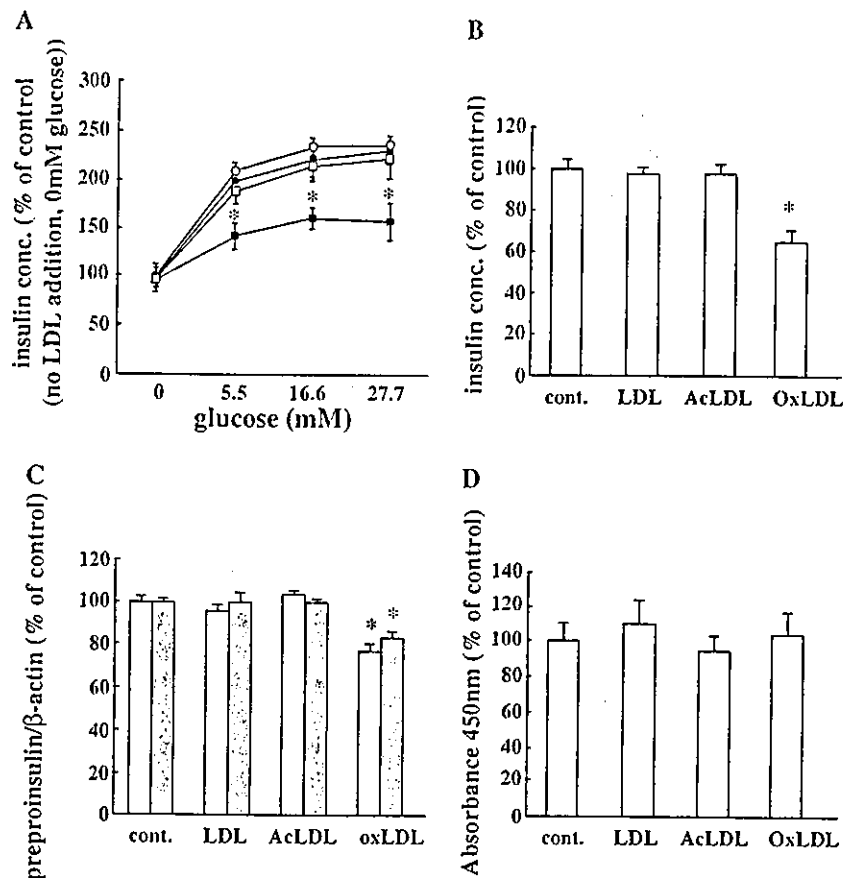 A
insulin conc. (% of control)
(no LDL addition, 0mM glucose))
300
250
200
150
100
50
0
*
*
*
0
5.5
16.6
27.7
glucose (mM)
B
insulin conc. (% of control)
120
100
80
60
40
20
0
*
cont.
LDL
AcLDL
OxLDL
C
preproinsulin/β-actin (% of control)
120
100
80
60
40
20
0
*
*
cont.
LDL
AcLDL
oxLDL
D
Absorbance 450nm (% of control)
140
120
100
80
60
40
20
0
cont.
LDL
AcLDL
OxLDL